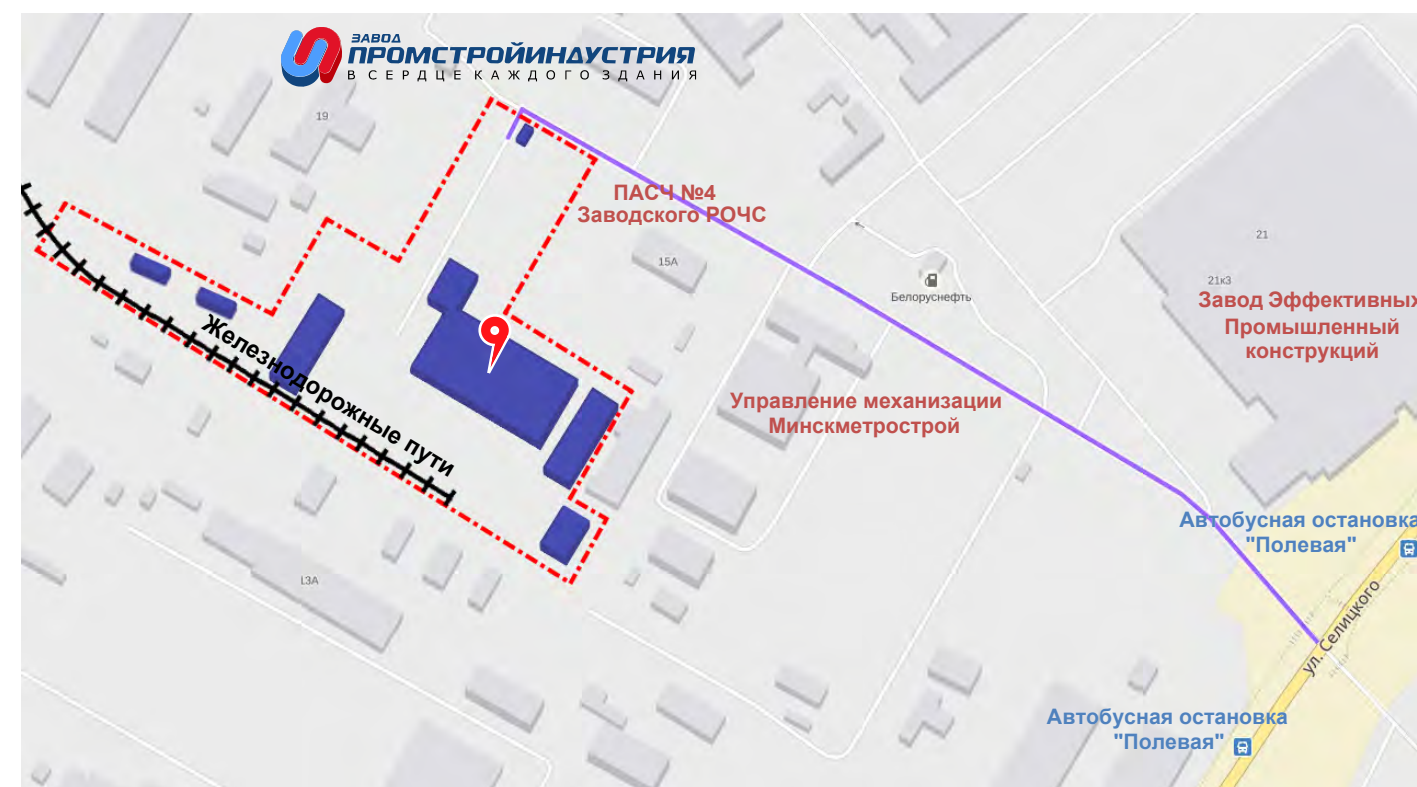 ЗАВОД
ПРОМСТРОЙИНДУСТРИЯ
В СЕРДЦЕ КАЖДОГО ЗДАНИЯ
19
ПАСЧ №4
Заводского РОЧС
15А
21
21к3
Белоруснефть
Завод Эффективных
Промышленный
конструкций
Железнодорожные пути
Управление механизации
Минскметрострой
Автобусная остановка
"Полевая"
13А
ул. Селицкого
Автобусная остановка
"Полевая"